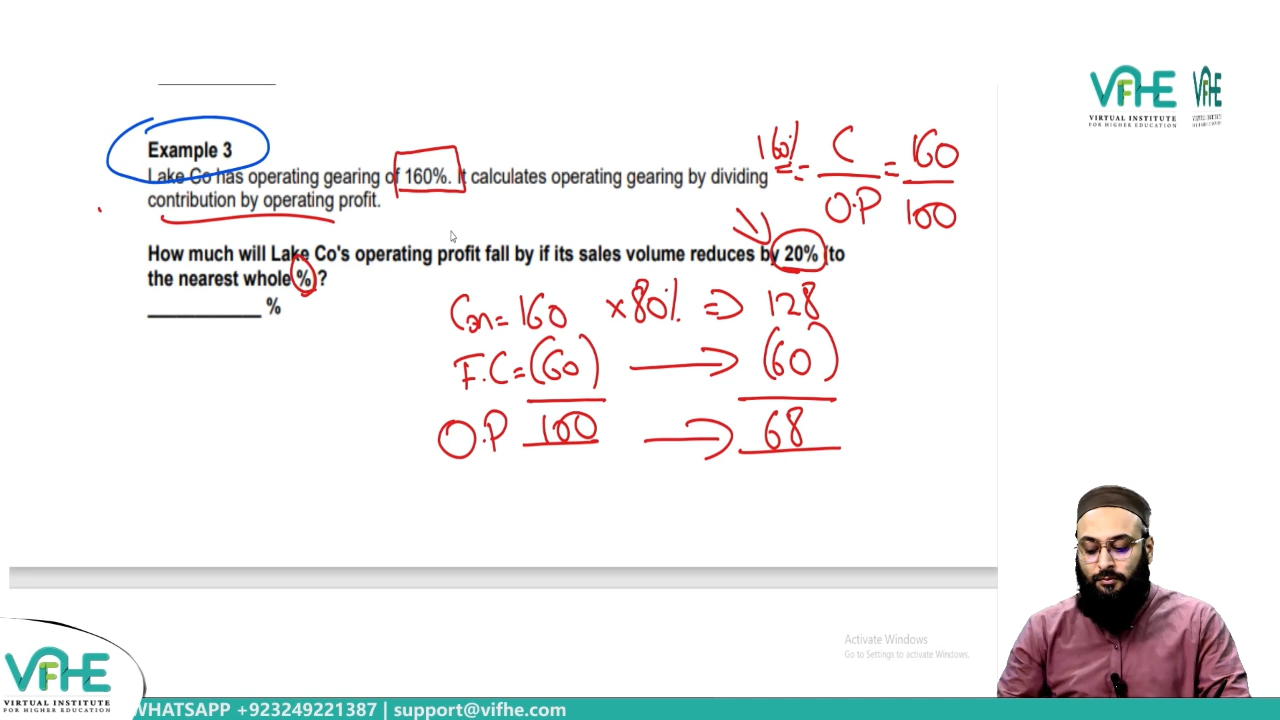 VFHE
VIRTUAL INSTITUTE
FOR HIGHER EDUCATION
VFHE
Example 3
Lake Co has operating gearing of 160%. It calculates operating gearing by dividing
contribution by operating profit.
160% = C / O.P = 160 / 100
How much will Lake Co's operating profit fall by if its sales volume reduces by 20% (to
the nearest whole %) ?
____________ %
Con = 160 ×80% => 128
F.C = (60) → (60)
O.P 100 → 68
Activate Windows
Go to Settings to activate Windows.
VFHE
VIRTUAL INSTITUTE
FOR HIGHER EDUCATION
WHATSAPP +923249221387 | support@vifhe.com